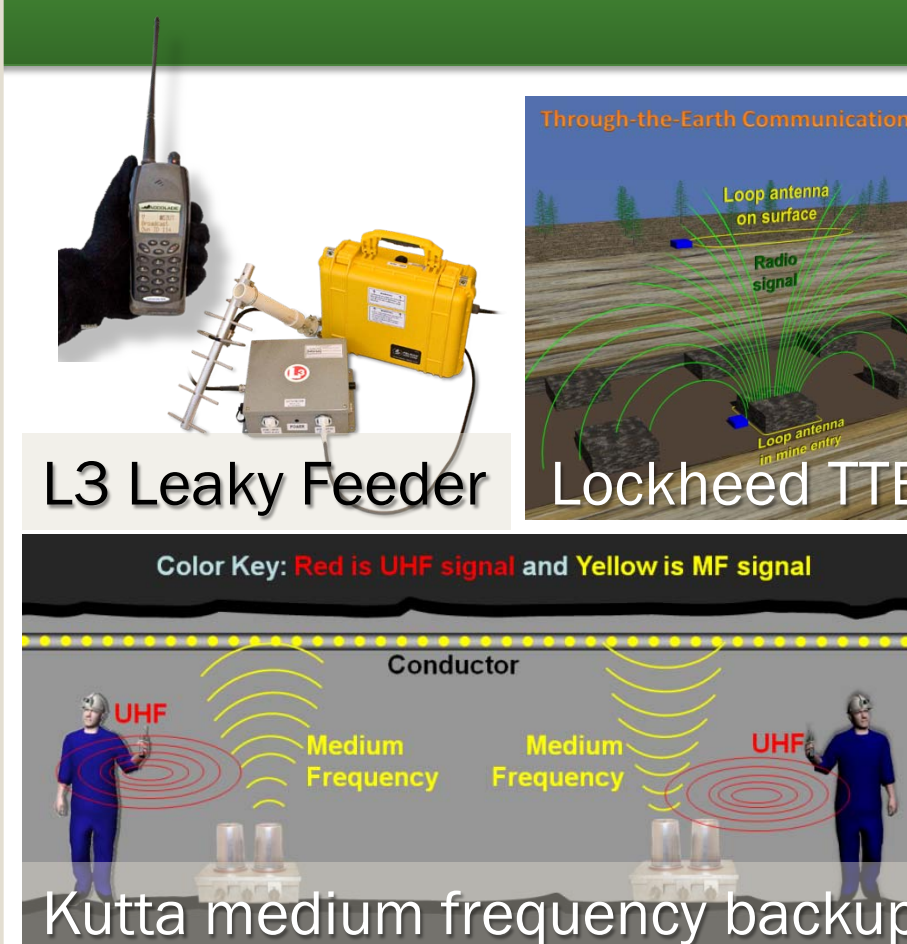 L3 Leaky Feeder
Through-the-Earth Communication
Loop antenna
on surface
Radio
signal
Loop antenna
in mine entry
Lockheed TTE
Color Key: Red is UHF signal and Yellow is MF signal
Conductor
UHF
Medium
Frequency
Medium
Frequency
UHF
Kutta medium frequency backup